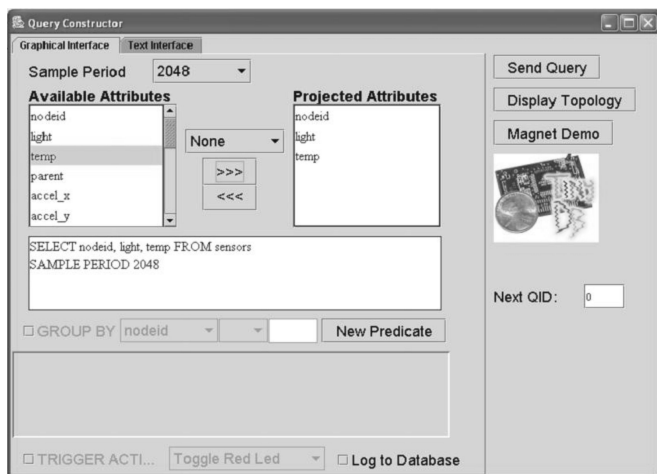 Query Constructor
Graphical Interface
Text Interface
Sample Period
2048
Available Attributes
nodeid
light
temp
parent
accel_x
accel_y
None
>>>
<<<
Projected Attributes
nodeid
light
temp
SELECT nodeid, light, temp FROM sensors
SAMPLE PERIOD 2048
GROUP BY
nodeid
New Predicate
TRIGGER ACTI...
Toggle Red Led
Log to Database
Send Query
Display Topology
Magnet Demo
Next QID:
0